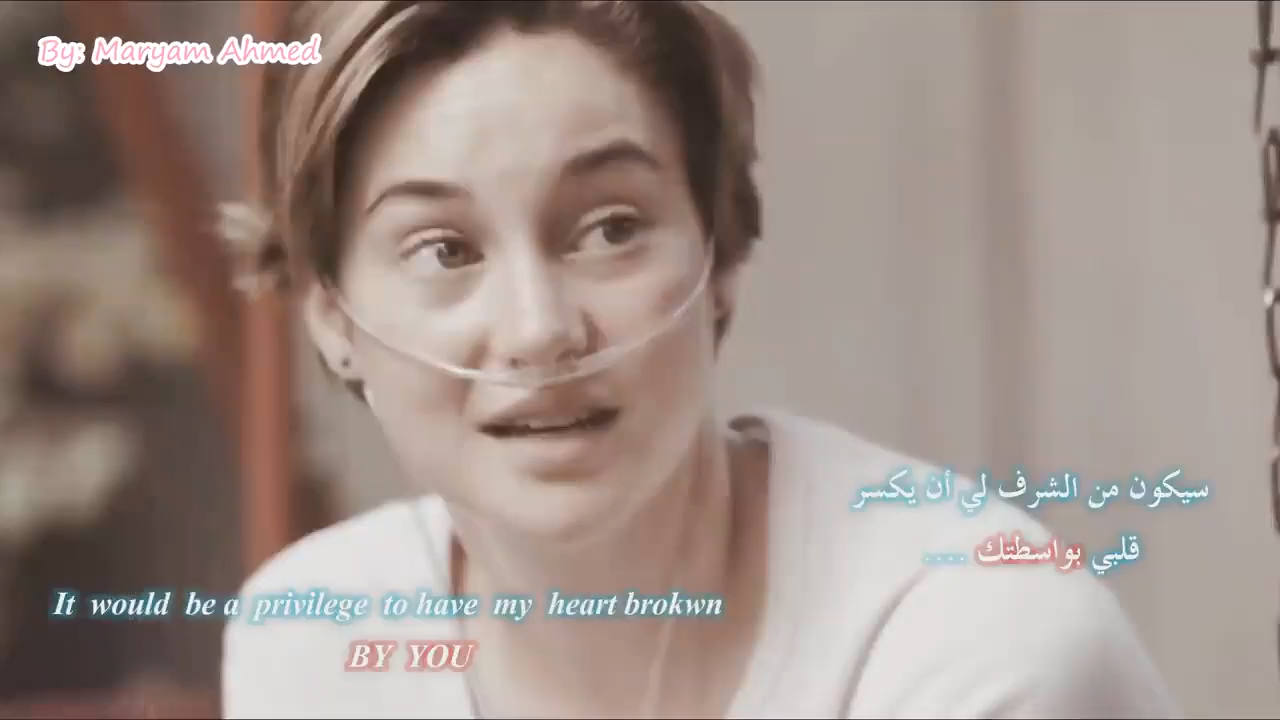 By: Maryam Ahmed
سيكون من الشرف لي أن يكسر
قلبي بواسطتك ....
It would be a privilege to have my heart brokwn
BY YOU